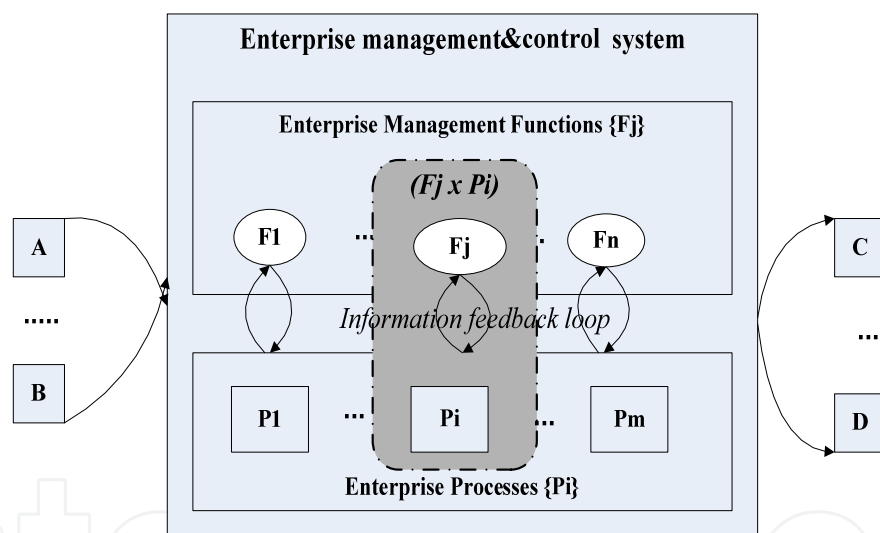 Enterprise management&control system
Enterprise Management Functions {Fj}
(Fj x Pi)
F1
...
Fj
.
Fn
A
.....
B
C
...
D
Information feedback loop
P1
...
Pi
...
Pm
Enterprise Processes {Pi}